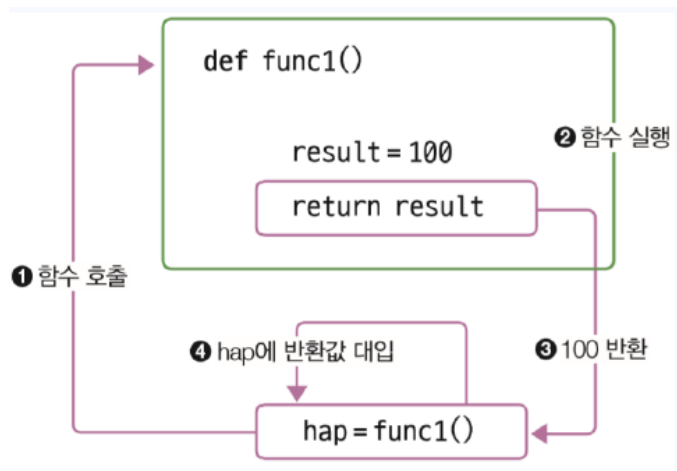 def func1()
result = 100
❷ 함수 실행
return result
❶ 함수 호출
❹ hap에 반환값 대입
❸ 100 반환
hap = func1()